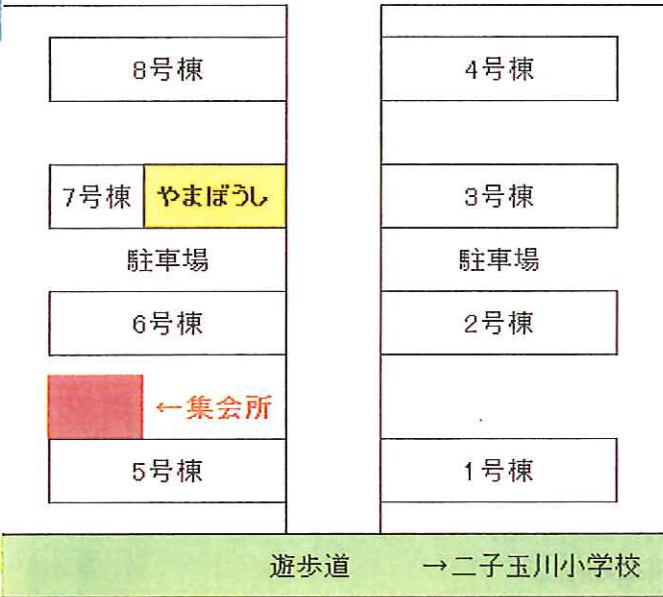 8号棟
4号棟
7号棟 やまぼうし
3号棟
駐車場
駐車場
6号棟
2号棟
←集会所
5号棟
1号棟
遊歩道 →二子玉川小学校